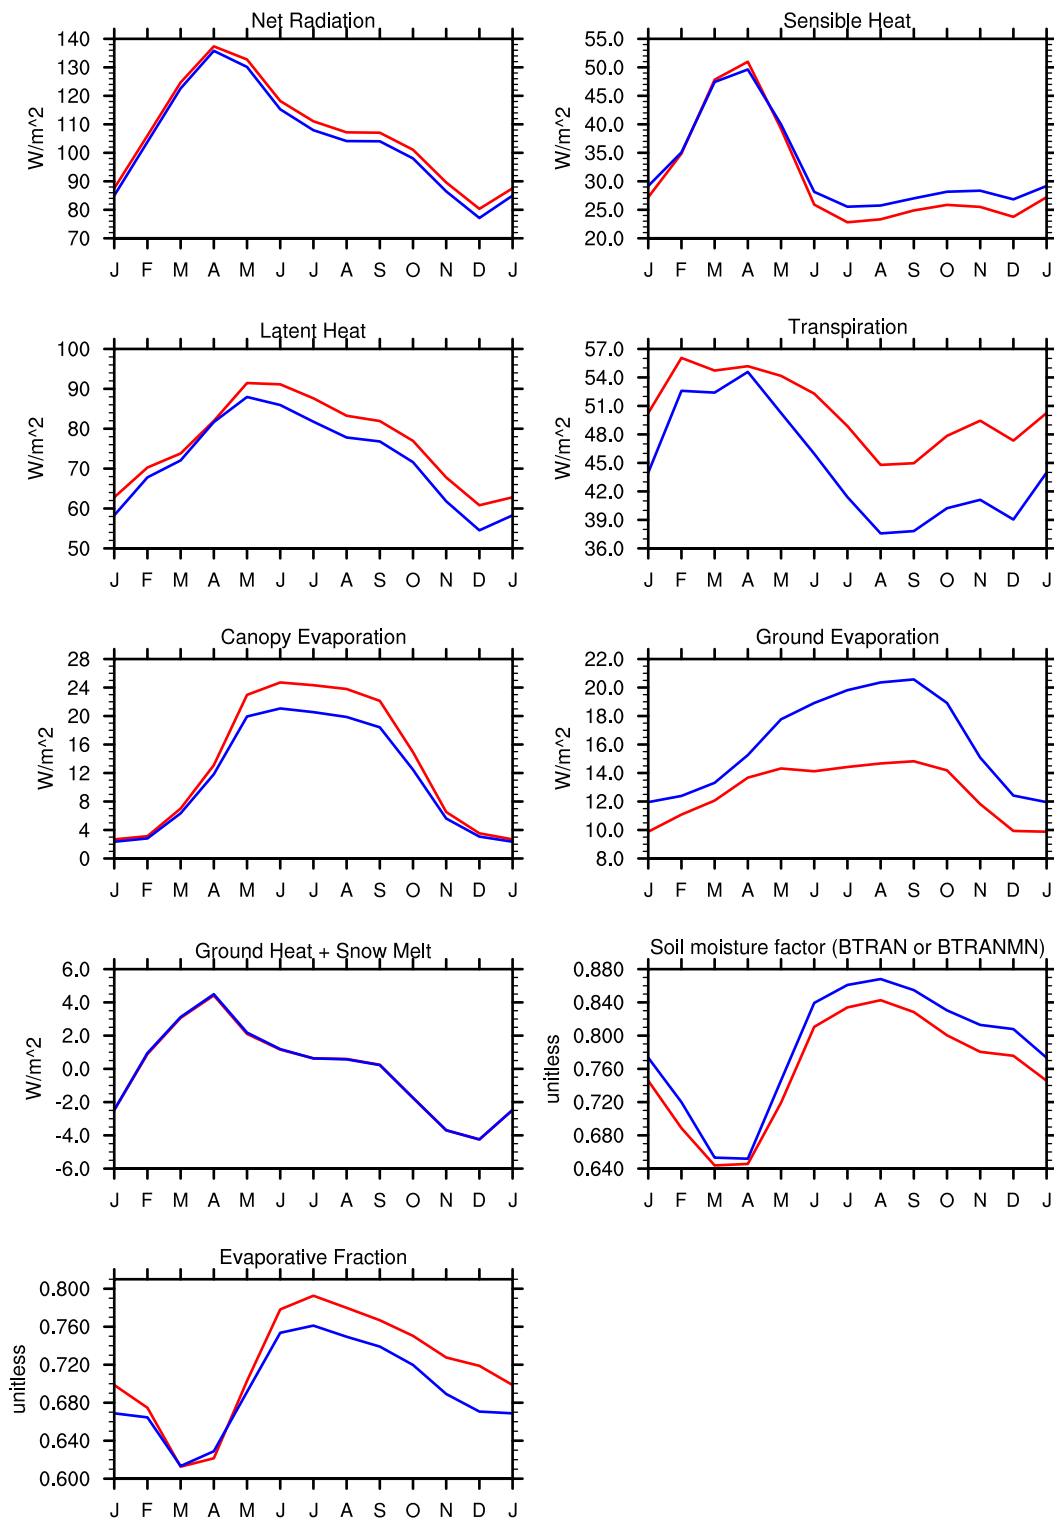 Net Radiation
140
130
120
110
100
90
80
70
W/m^2
J F M A M J J A S O N D J
Sensible Heat
55.0
50.0
45.0
40.0
35.0
30.0
25.0
20.0
W/m^2
J F M A M J J A S O N D J
Latent Heat
100
90
80
70
60
50
W/m^2
J F M A M J J A S O N D J
Transpiration
57.0
54.0
51.0
48.0
45.0
42.0
39.0
36.0
W/m^2
J F M A M J J A S O N D J
Canopy Evaporation
28
24
20
16
12
8
4
0
W/m^2
J F M A M J J A S O N D J
Ground Evaporation
22.0
20.0
18.0
16.0
14.0
12.0
10.0
8.0
W/m^2
J F M A M J J A S O N D J
Ground Heat + Snow Melt
6.0
4.0
2.0
0.0
-2.0
-4.0
-6.0
W/m^2
J F M A M J J A S O N D J
Soil moisture factor (BTRAN or BTRANMN)
0.880
0.840
0.800
0.760
0.720
0.680
0.640
unitless
J F M A M J J A S O N D J
Evaporative Fraction
0.800
0.760
0.720
0.680
0.640
0.600
unitless
J F M A M J J A S O N D J